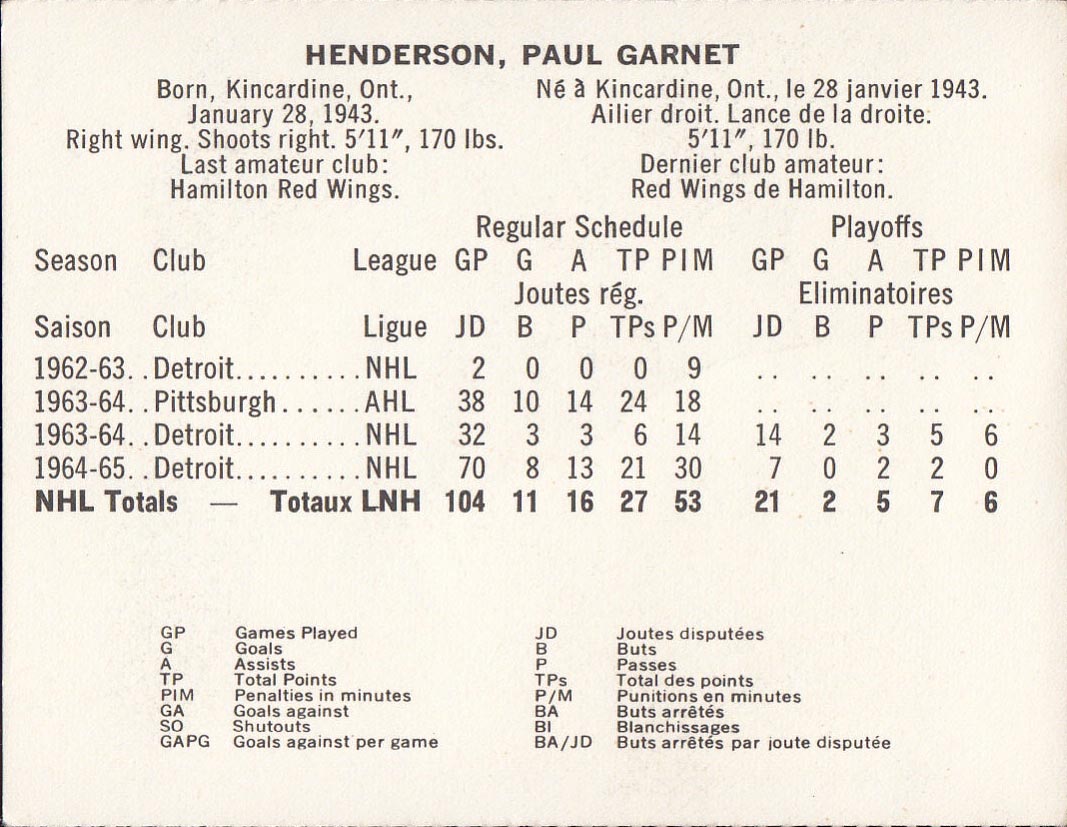 HENDERSON, PAUL GARNET
Born, Kincardine, Ont.,
January 28, 1943.
Right wing. Shoots right. 5'11", 170 lbs.
Last amateur club:
Hamilton Red Wings.
Né à Kincardine, Ont., le 28 janvier 1943.
Ailier droit. Lance de la droite.
5'11", 170 lb.
Dernier club amateur:
Red Wings de Hamilton.
Regular Schedule Playoffs
Season Club League GP G A TP PIM GP G A TP PIM
Joutes rég. Eliminatoires
Saison Club Ligue JD B P TPs P/M JD B P TPs P/M
1962-63. . Detroit. . . . . . . . . . NHL 2 0 0 0 9 . . . . . . . . . .
1963-64. . Pittsburgh . . . . . . AHL 38 10 14 24 18 . . . . . . . . . .
1963-64. . Detroit. . . . . . . . . . NHL 32 3 3 6 14 14 2 3 5 6
1964-65. . Detroit. . . . . . . . . . NHL 70 8 13 21 30 7 0 2 2 0
NHL Totals — Totaux LNH 104 11 16 27 53 21 2 5 7 6
GP Games Played
G Goals
A Assists
TP Total Points
PIM Penalties in minutes
GA Goals against
SO Shutouts
GAPG Goals against per game
JD Joutes disputées
B Buts
P Passes
TPs Total des points
P/M Punitions en minutes
BA Buts arrêtés
Bl Blanchissages
BA/JD Buts arrêtés par joute disputée